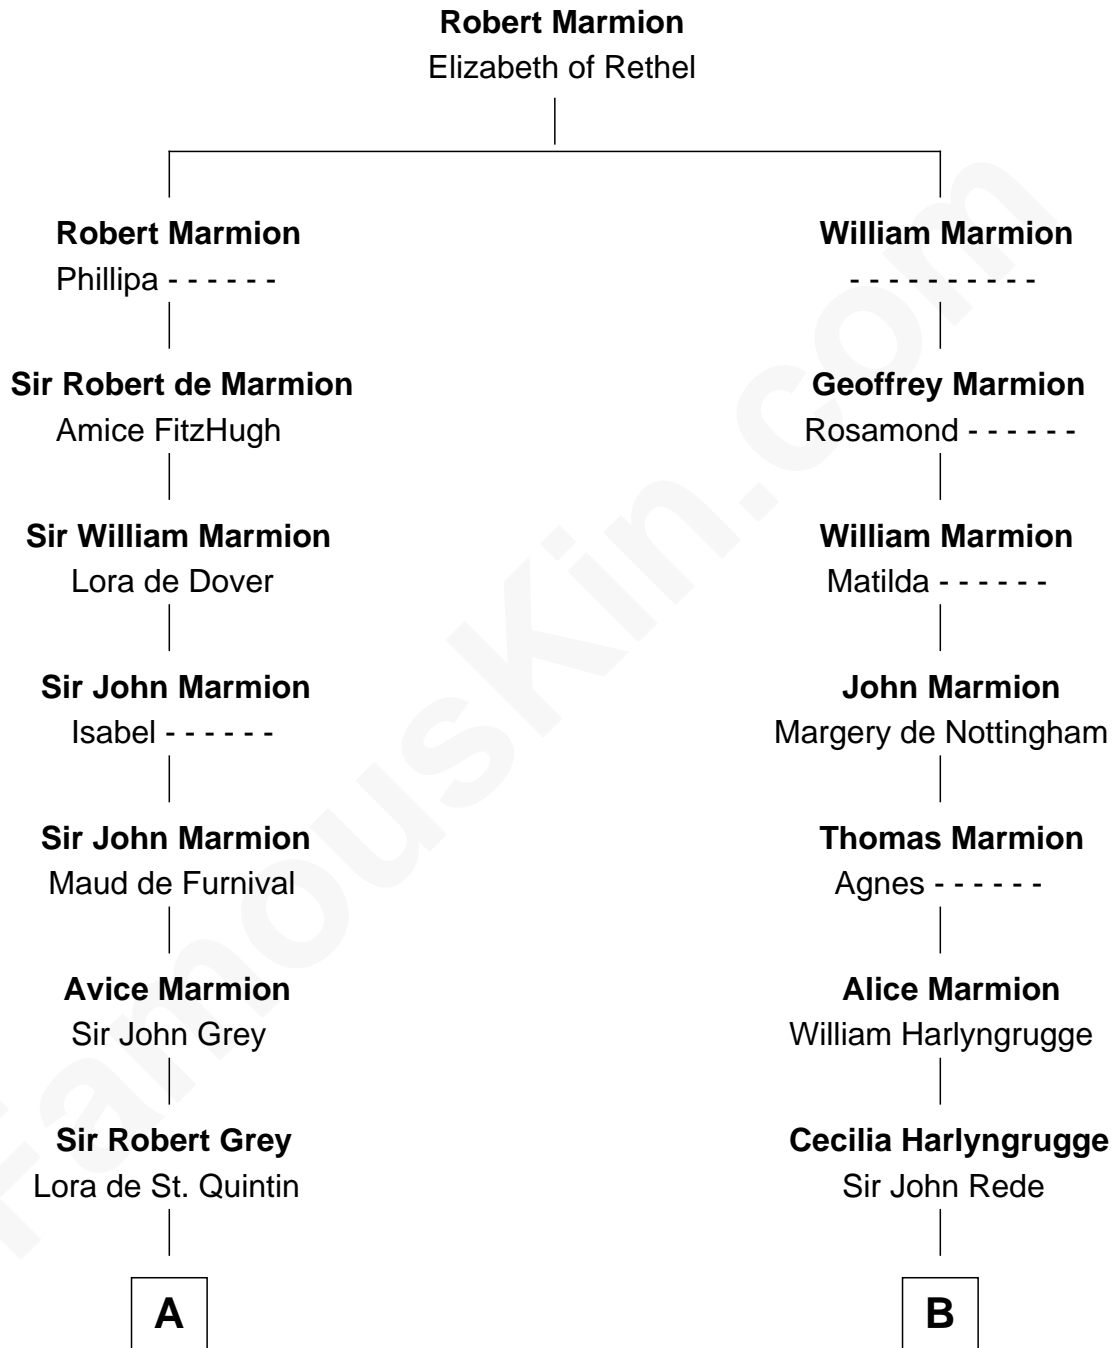 Robert Marmion
Elizabeth of Rethel
Robert Marmion
Phillipa - - - - - -
William Marmion
- - - - - - - - - -
Sir Robert de Marmion
Amice FitzHugh
Geoffrey Marmion
Rosamond - - - - - -
Sir William Marmion
Lora de Dover
William Marmion
Matilda - - - - - -
Sir John Marmion
Isabel - - - - - -
John Marmion
Margery de Nottingham
Sir John Marmion
Maud de Furnival
Thomas Marmion
Agnes - - - - - -
Avice Marmion
Sir John Grey
Alice Marmion
William Harlyngrugge
Sir Robert Grey
Lora de St. Quintin
Cecilia Harlyngrugge
Sir John Rede
A
B
FamousKin.com